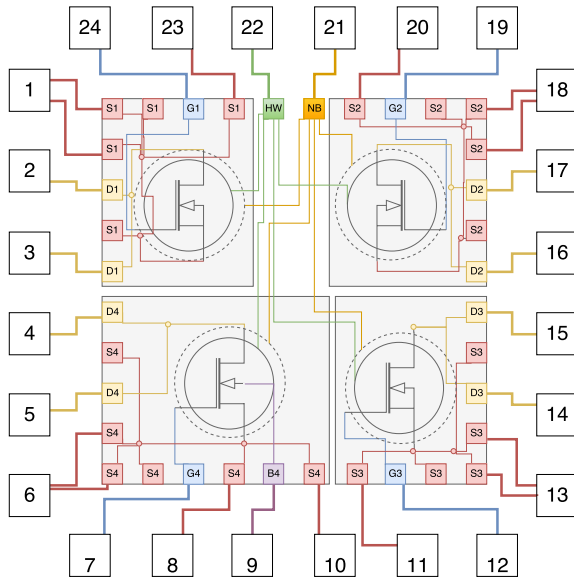 24 23 22 21 20 19
1 S1 S1 G1 S1 HW NB S2 G2 S2 S2 18
S1 S2
2 D1 D2 17
S1 S2
3 D1 D2 16
4 D4 D3 15
S4 S3
5 D4 D3 14
S4 S3
6 S4 S4 G4 S4 B4 S4 S3 G3 S3 S3 13
7 8 9 10 11 12